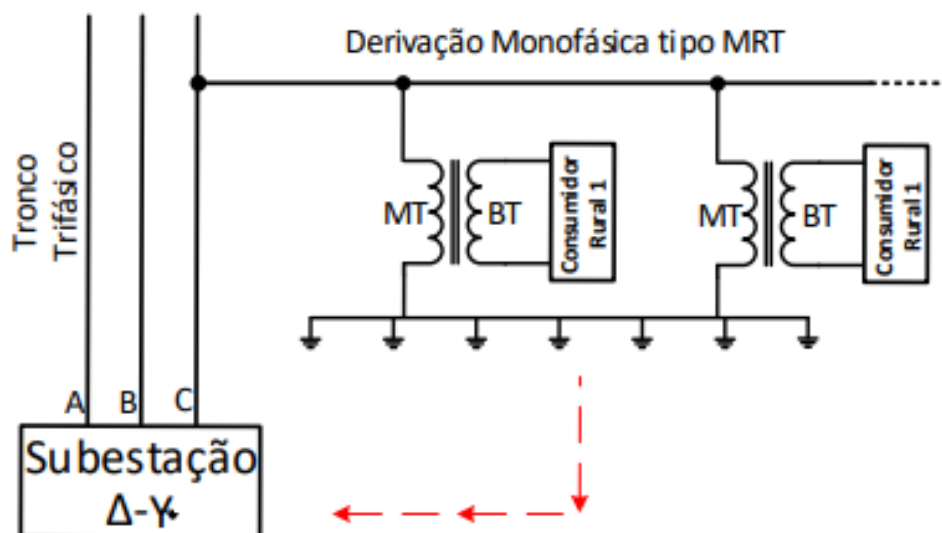 Derivação Monofásica tipo MRT
Tronco
Trifásico
MT
BT
Consumidor
Rural 1
MT
BT
Consumidor
Rural 1
A
B
C
Subestação
Δ-Y